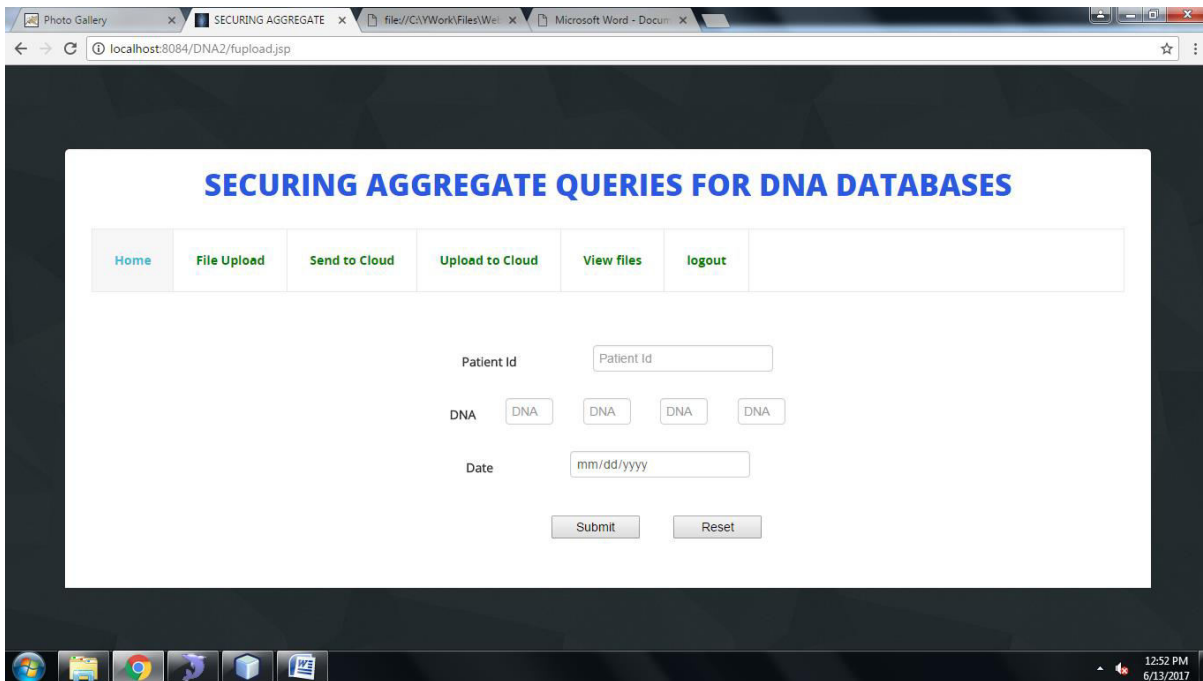 Photo Gallery
SECURING AGGREGATE
file://C:\YWork\Files\Web
Microsoft Word - Docum
localhost:8084/DNA2/fupload.jsp
SECURING AGGREGATE QUERIES FOR DNA DATABASES
Home File Upload Send to Cloud Upload to Cloud View files logout
Patient Id Patient Id
DNA DNA DNA DNA DNA
Date mm/dd/yyyy
Submit Reset
12:52 PM
6/13/2017